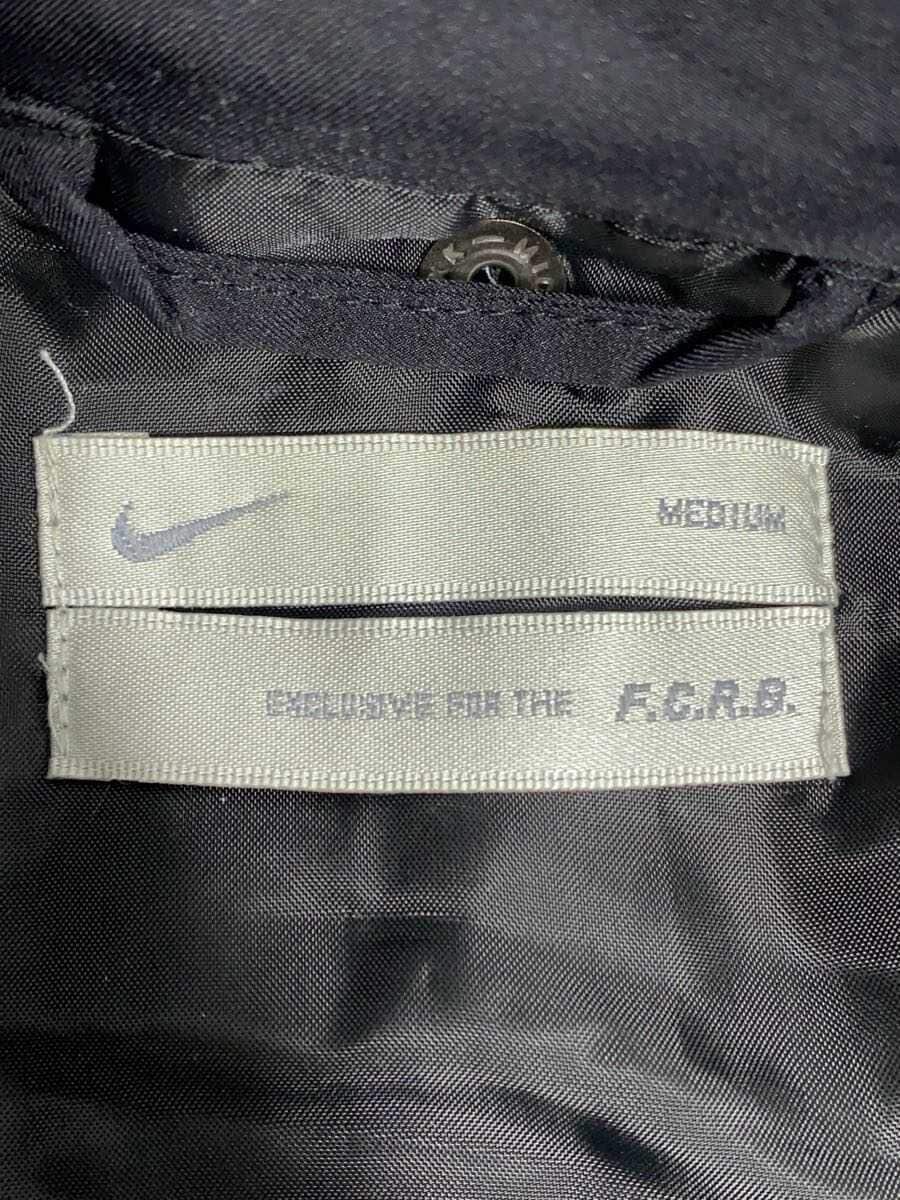 MEDIUM
EXCLUSIVE FOR THE F.C.R.B.